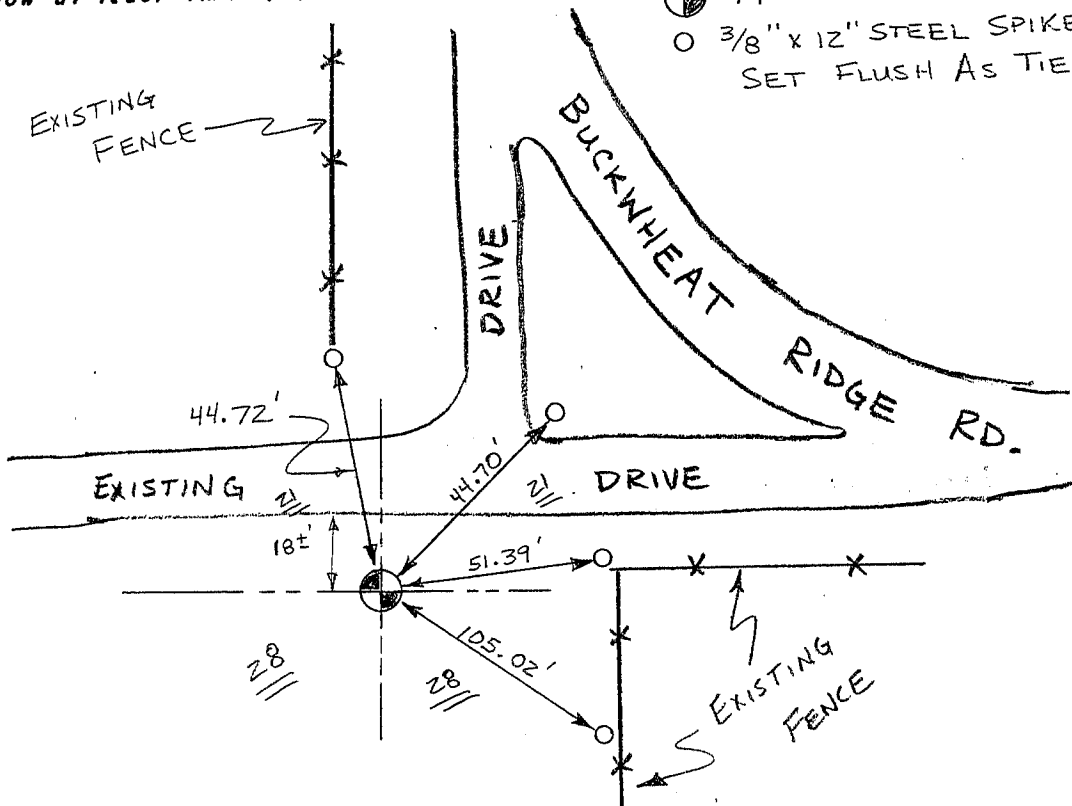 3/8" x 12" STEEL SPIKE
SET FLUSH AS TIE
EXISTING
FENCE
BUCKWHEAT RIDGE RD.
DRIVE
44.72'
44.70'
EXISTING
DRIVE
21
21
18±'
51.39'
105.02'
28
28
EXISTING
FENCE